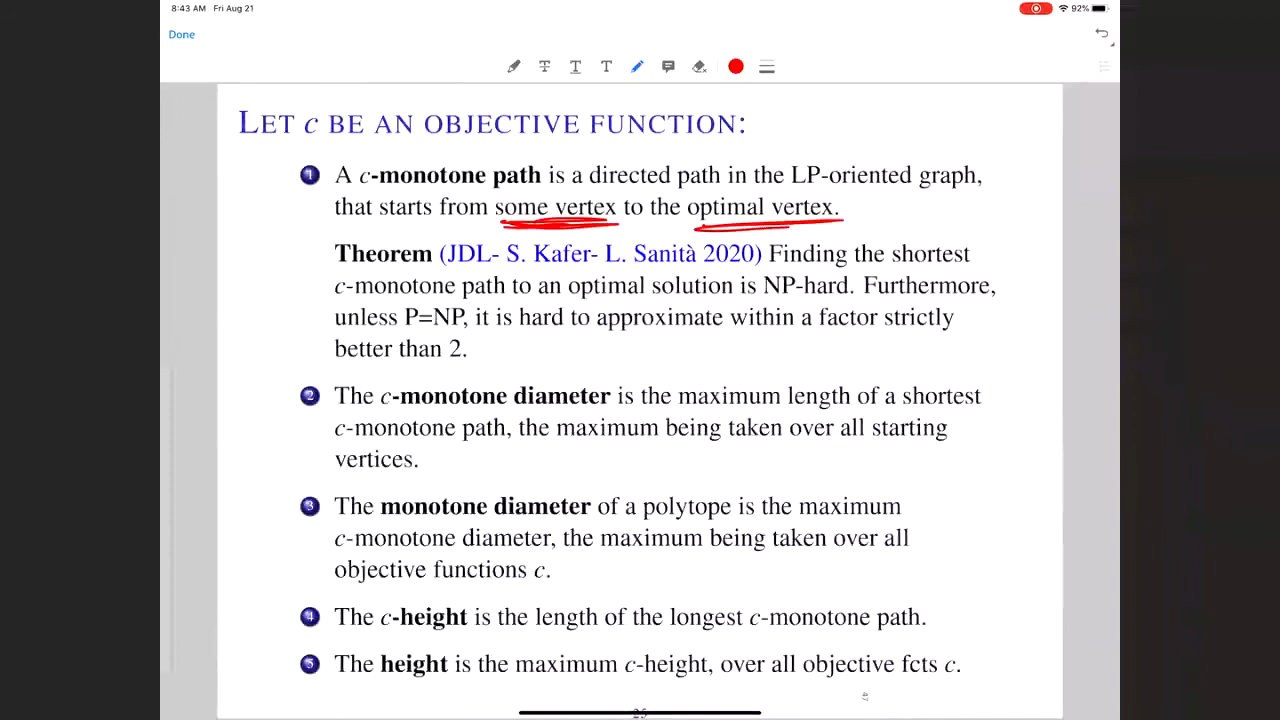 8:43 AM Fri Aug 21
92%
Done
LET c BE AN OBJECTIVE FUNCTION:
1 A c-monotone path is a directed path in the LP-oriented graph,
that starts from some vertex to the optimal vertex.
Theorem (JDL- S. Kafer- L. Sanità 2020) Finding the shortest
c-monotone path to an optimal solution is NP-hard. Furthermore,
unless P=NP, it is hard to approximate within a factor strictly
better than 2.
2 The c-monotone diameter is the maximum length of a shortest
c-monotone path, the maximum being taken over all starting
vertices.
3 The monotone diameter of a polytope is the maximum
c-monotone diameter, the maximum being taken over all
objective functions c.
4 The c-height is the length of the longest c-monotone path.
5 The height is the maximum c-height, over all objective fcts c.